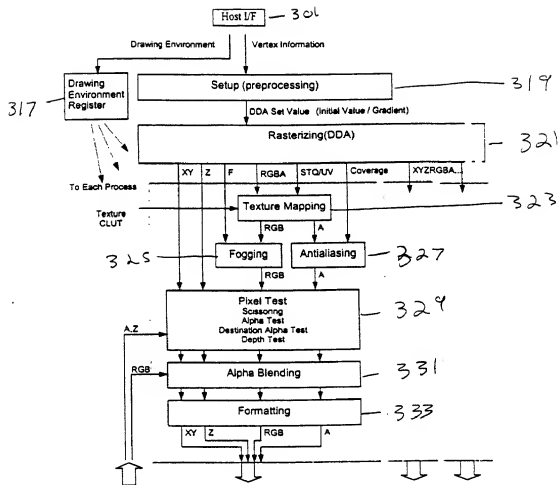 Host I/F
301
Drawing Environment
Vertex Information
Drawing Environment Register
317
Setup (preprocessing)
319
DDA Set Value (Initial Value / Gradient)
Rasterizing(DDA)
321
XY
Z
F
RGBA
STQ/UV
Coverage
XYZRGBA...
To Each Process
Texture CLUT
Texture Mapping
323
RGB
A
325
Fogging
Antialiasing
327
RGB
A
Pixel Test
Scissoring
Alpha Test
Destination Alpha Test
Depth Test
329
A,Z
RGB
Alpha Blending
331
Formatting
333
XY
Z
RGB
A